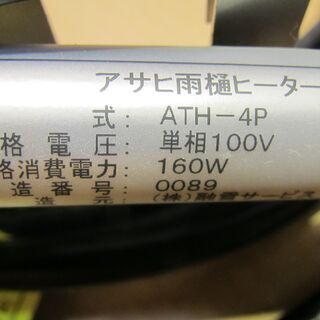 アサヒ雨樋ヒーター
式: ATH-4P
格電圧: 単相100V
格消費電力: 160W
造番号: 0089
造元: (株)融雪サービス